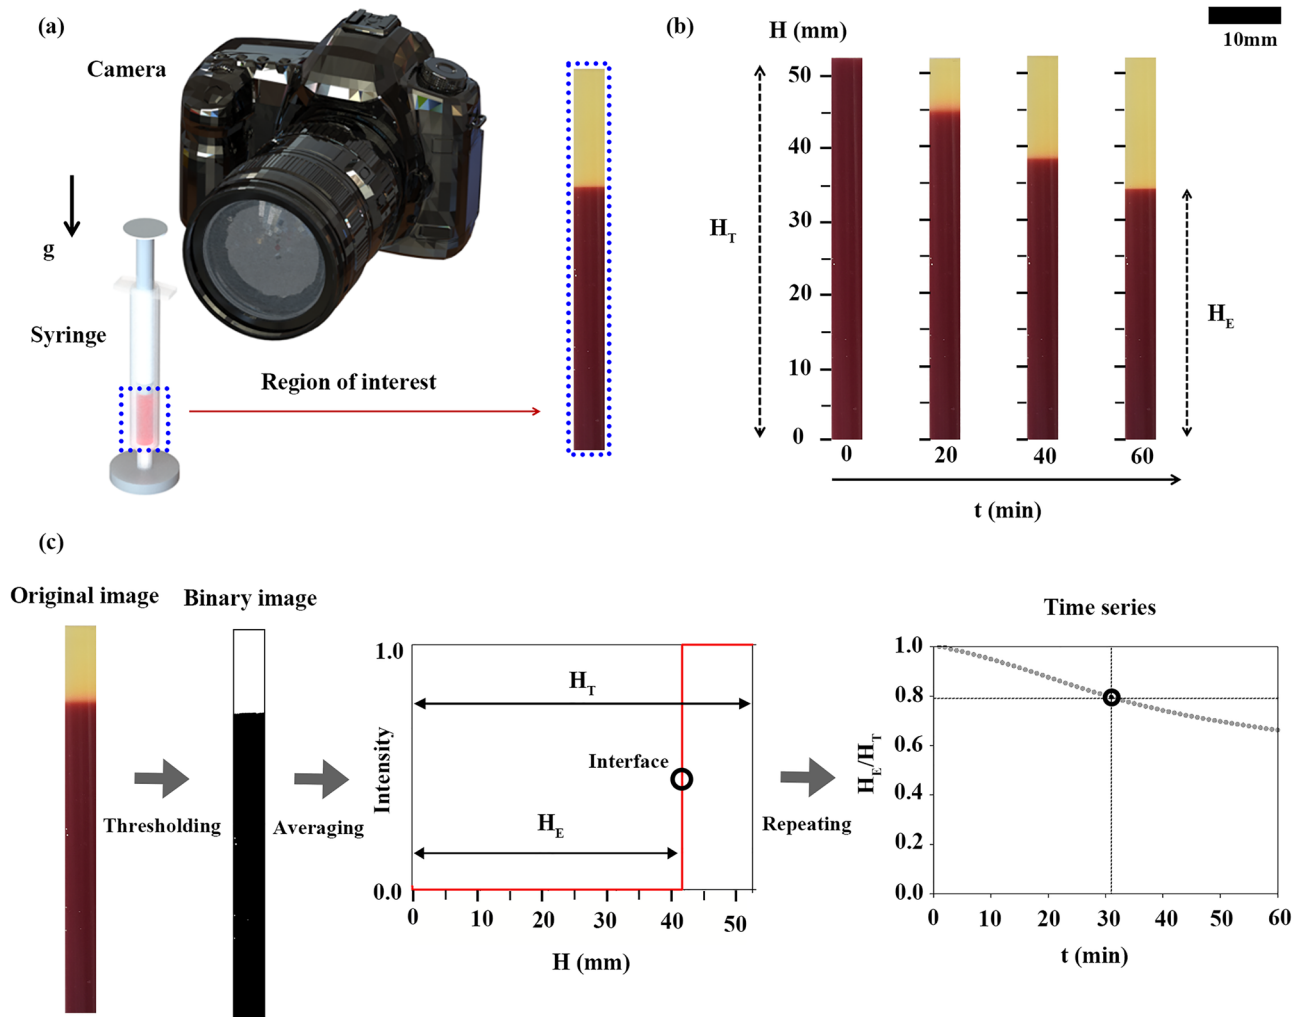 (a)
Camera
g
Syringe
Region of interest
(b)
H (mm)
10mm
50
40
30
20
10
0
H_T
H_E
0 20 40 60
t (min)
(c)
Original image
Binary image
Thresholding
Averaging
1.0
0.0
Intensity
H_T
Interface
H_E
0 10 20 30 40 50
H (mm)
Repeating
Time series
1.0
0.8
0.6
0.4
0.2
0.0
H_E/H_T
0 10 20 30 40 50 60
t (min)